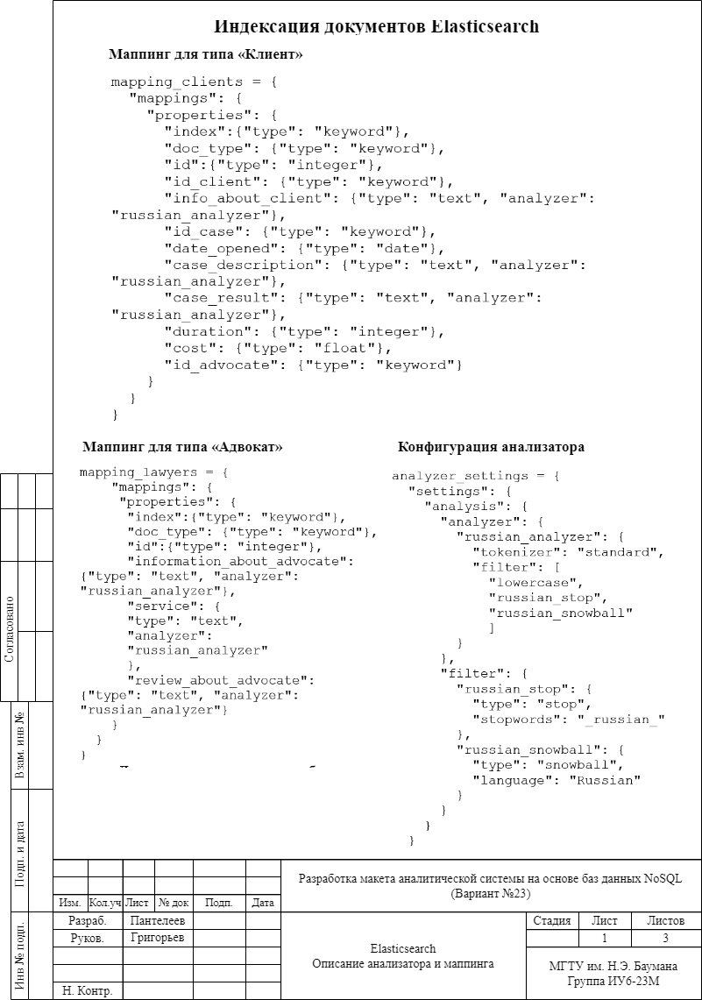 Индексация документов Elasticsearch
Маппинг для типа «Клиент»
mapping_clients = {
"mappings": {
"properties": {
"index":{"type": "keyword"},
"doc_type": {"type": "keyword"},
"id":{"type": "integer"},
"id_client": {"type": "keyword"},
"info_about_client": {"type": "text", "analyzer":
"russian_analyzer"},
"id_case": {"type": "keyword"},
"date_opened": {"type": "date"},
"case_description": {"type": "text", "analyzer":
"russian_analyzer"},
"case_result": {"type": "text", "analyzer":
"russian_analyzer"},
"duration": {"type": "integer"},
"cost": {"type": "float"},
"id_advocate": {"type": "keyword"}
}
}
}
Маппинг для типа «Адвокат»
mapping_lawyers = {
"mappings": {
"properties": {
"index":{"type": "keyword"},
"doc_type": {"type": "keyword"},
"id":{"type": "integer"},
"information_about_advocate":
{"type": "text", "analyzer":
"russian_analyzer"},
"service": {
"type": "text",
"analyzer":
"russian_analyzer"
},
"review_about_advocate":
{"type": "text", "analyzer":
"russian_analyzer"}
}
}
}
Конфигурация анализатора
analyzer_settings = {
"settings": {
"analysis": {
"analyzer": {
"russian_analyzer": {
"tokenizer": "standard",
"filter": [
"lowercase",
"russian_stop",
"russian_snowball"
]
}
},
"filter": {
"russian_stop": {
"type": "stop",
"stopwords": "_russian_"
},
"russian_snowball": {
"type": "snowball",
"language": "Russian"
}
}
}
}
Согласовано
Взам. инв №
Подп. и дата
Инв № подп.
Изм. Кол.уч Лист № док Подп. Дата
Разраб. Пантелеев
Руков. Григорьев
Н. Контр.
Разработка макета аналитической системы на основе баз данных NoSQL
(Вариант №23)
Elasticsearch
Описание анализатора и маппинга
Стадия Лист Листов
1 3
МГТУ им. Н.Э. Баумана
Группа ИУ6-23М